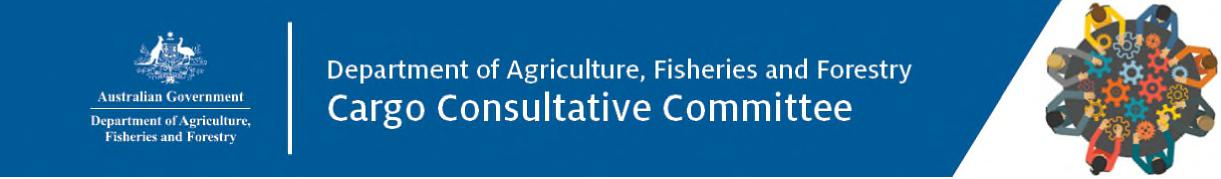 Australian Government
Department of Agriculture,
Fisheries and Forestry
Department of Agriculture, Fisheries and Forestry
Cargo Consultative Committee